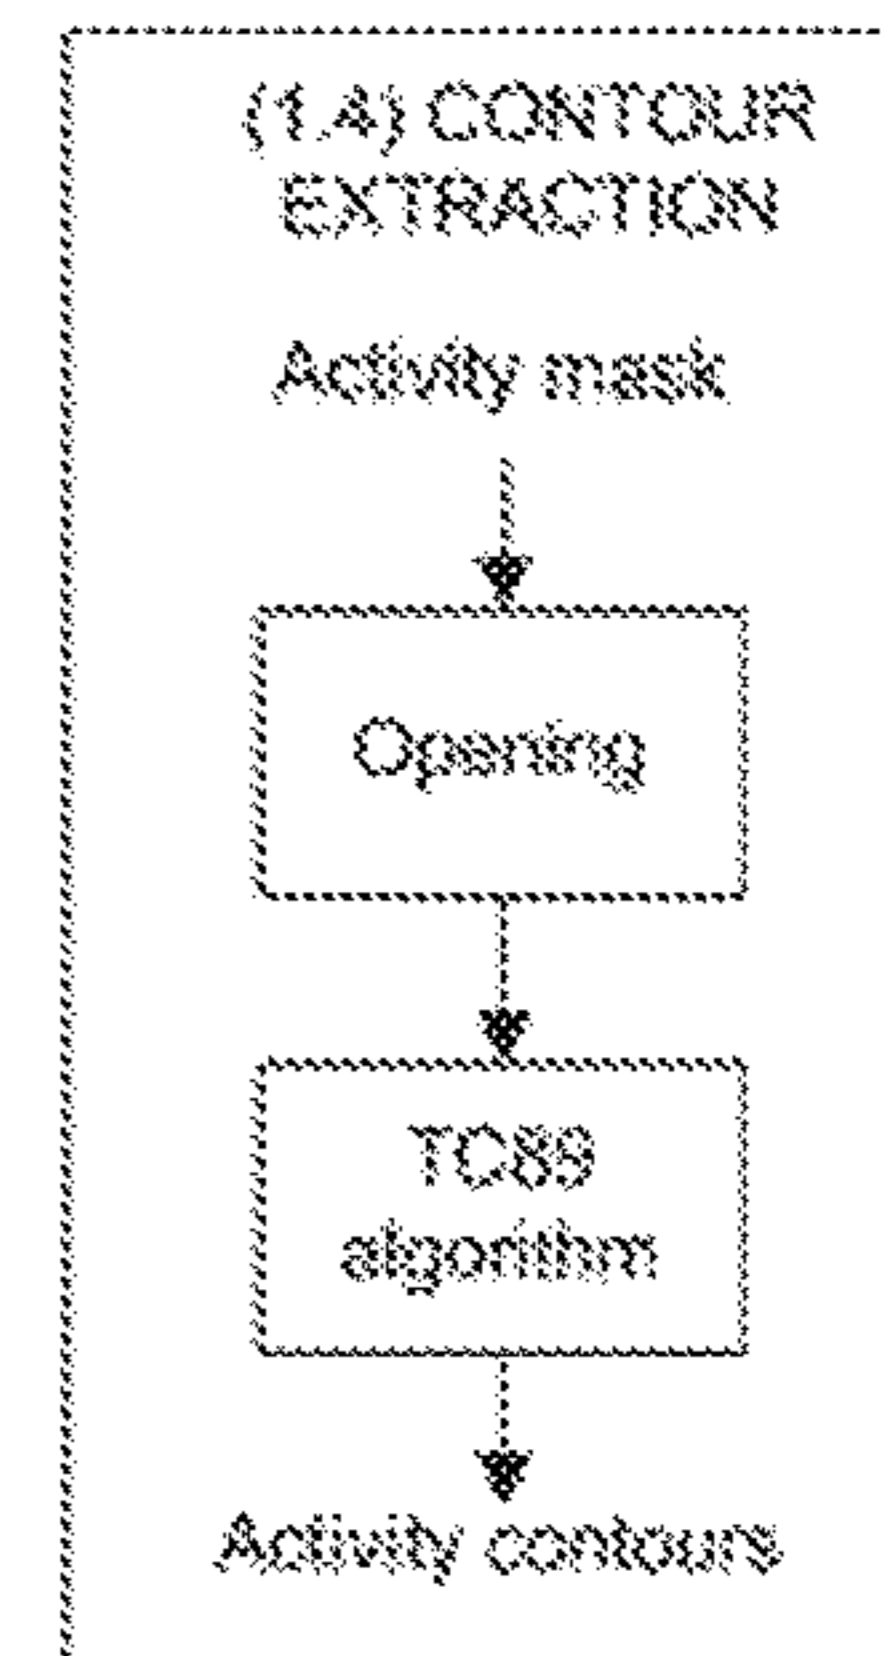 (1.4) CONTOUR
EXTRACTION
Activity mask
Opening
TC89
algorithm
Activity contours